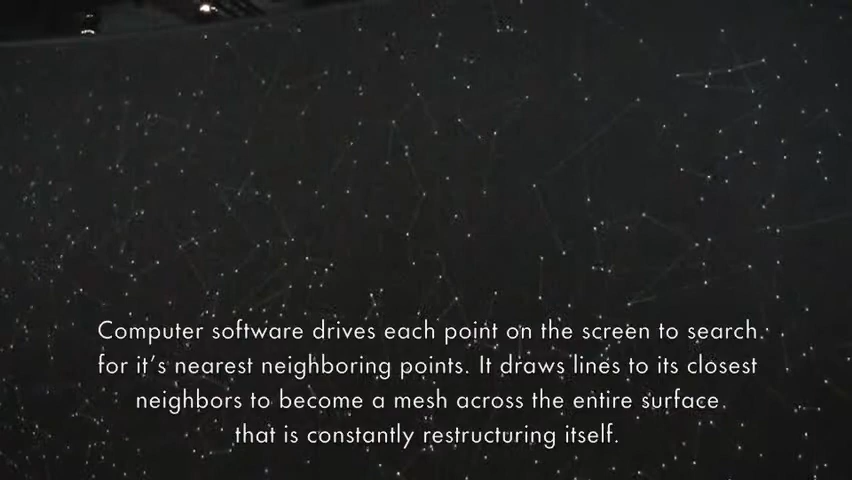 Computer software drives each point on the screen to search
for it's nearest neighboring points. It draws lines to its closest
neighbors to become a mesh across the entire surface
that is constantly restructuring itself.